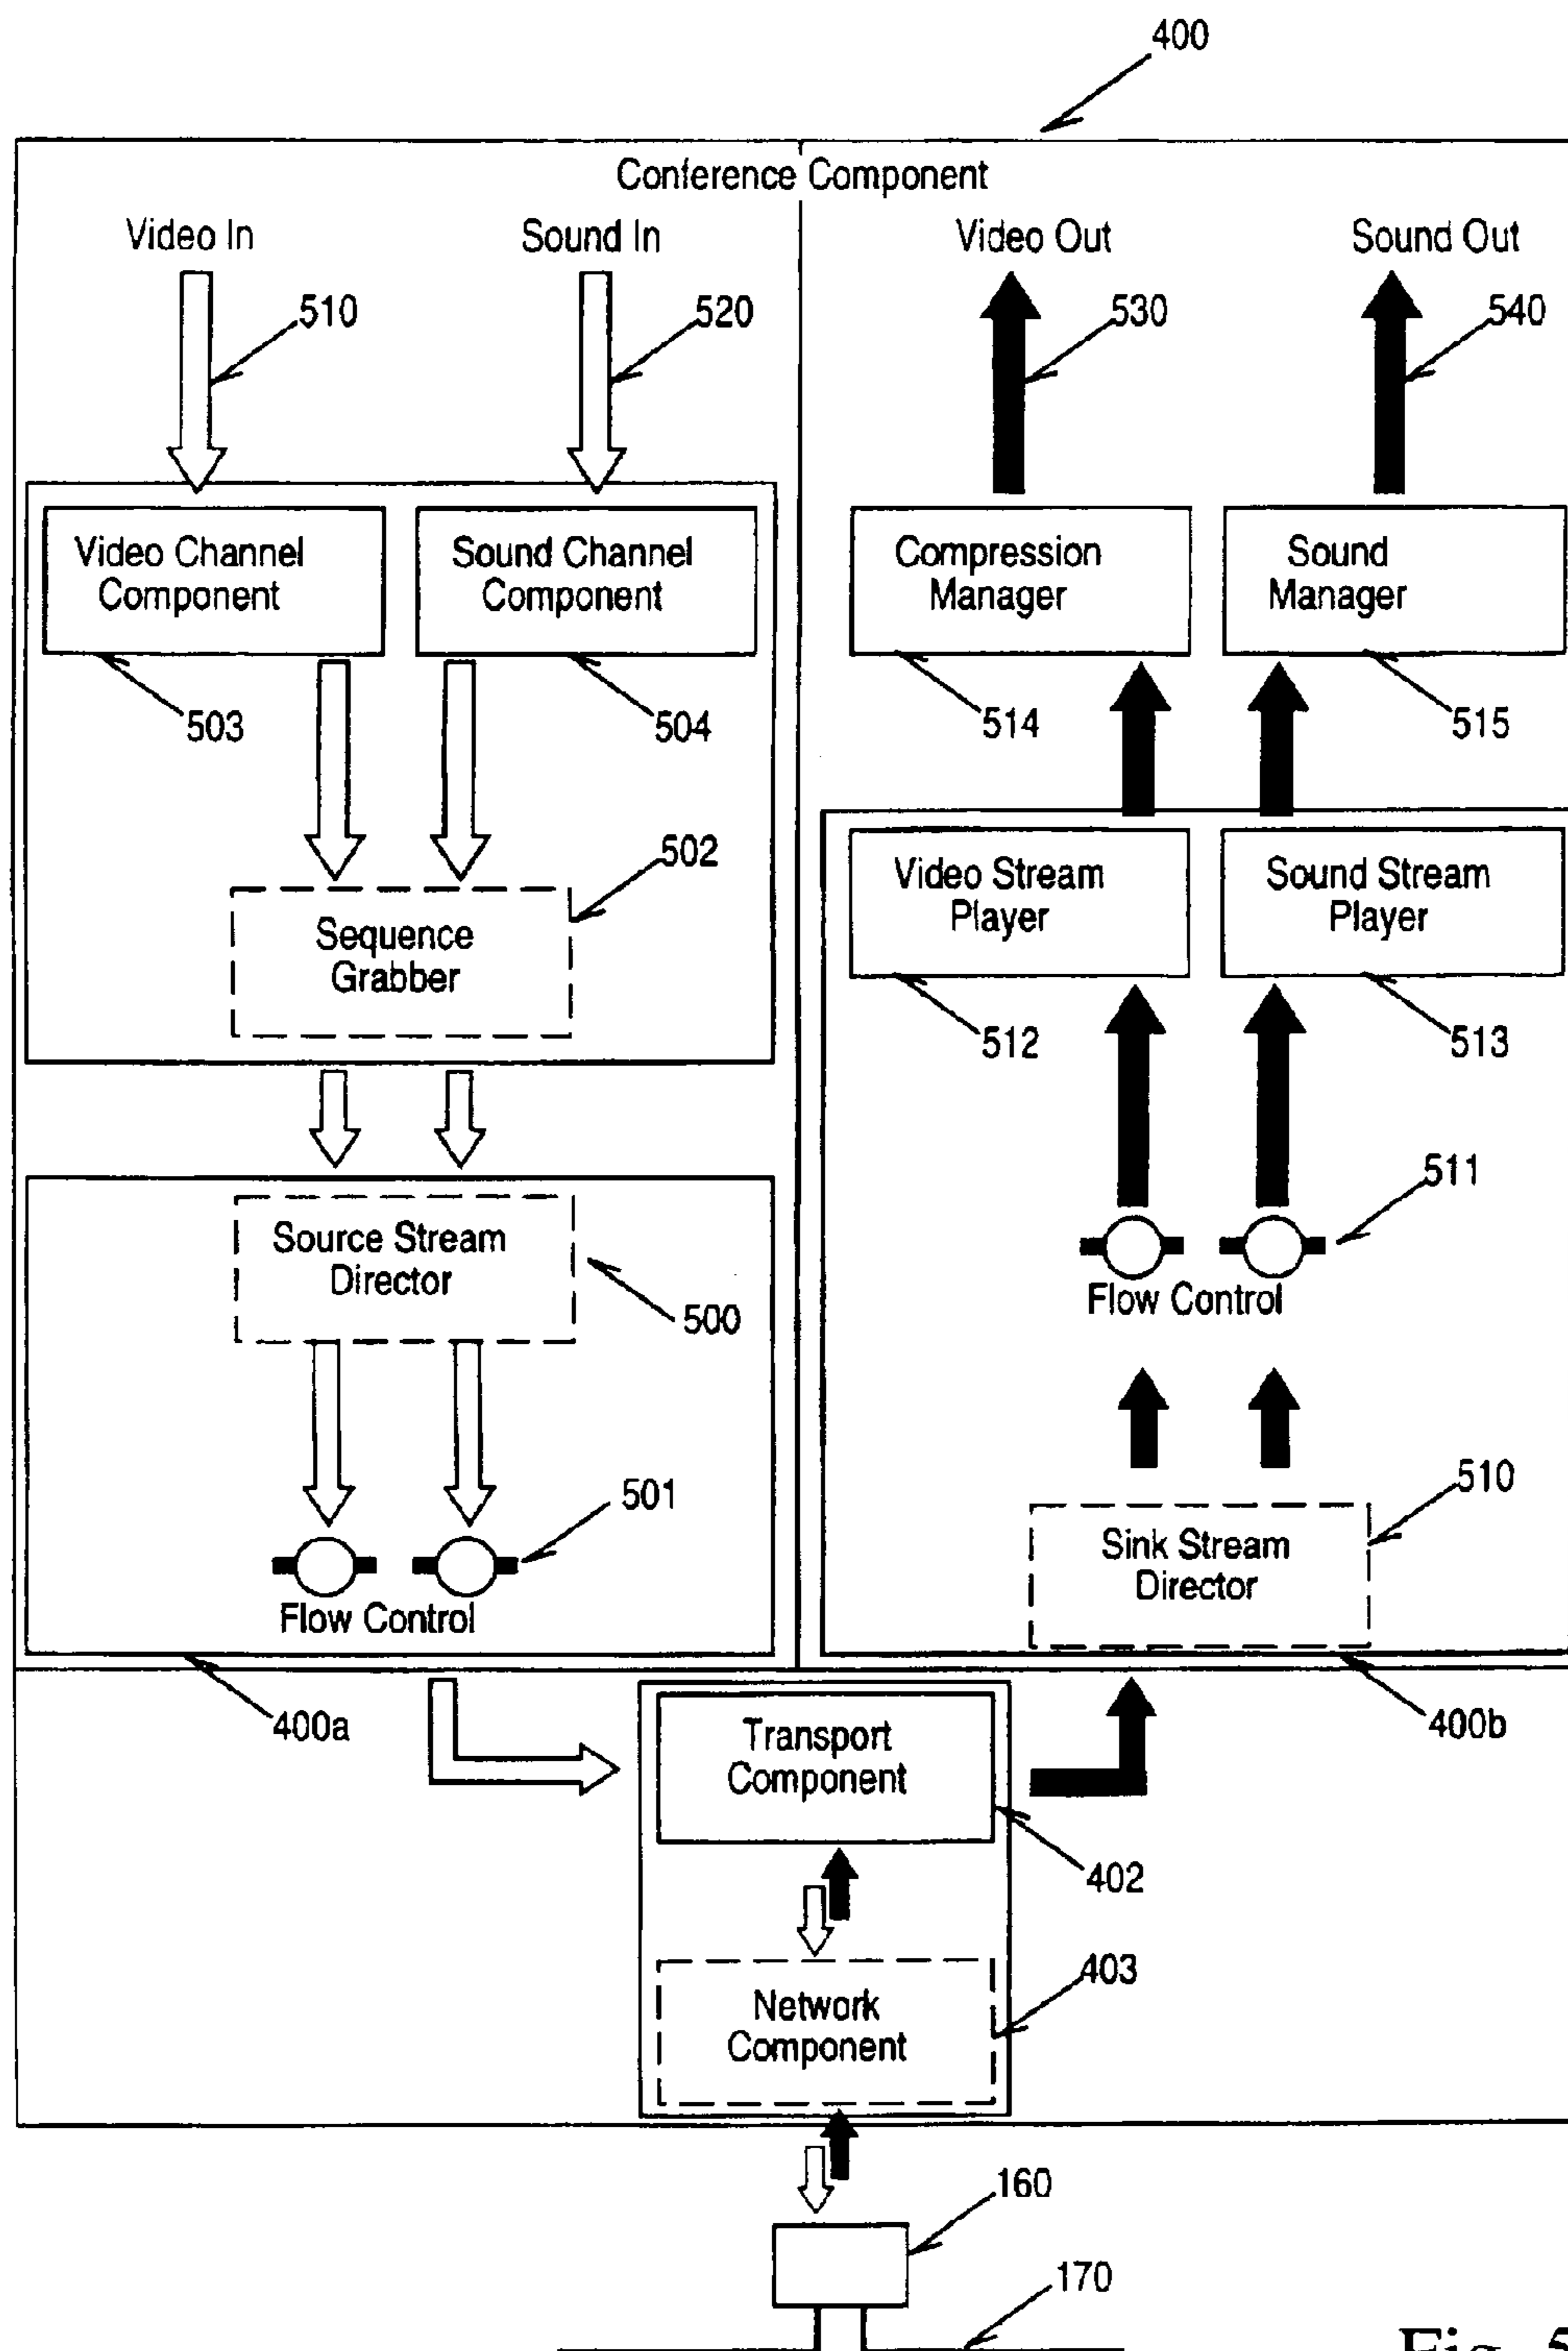 400
Conference Component
Video In
Sound In
Video Out
Sound Out
510
520
530
540
Video Channel
Component
Sound Channel
Component
Compression
Manager
Sound
Manager
503
504
514
515
502
Sequence
Grabber
Video Stream
Player
Sound Stream
Player
512
513
511
Source Stream
Director
500
Flow Control
510
501
Sink Stream
Director
Flow Control
400a
400b
Transport
Component
402
403
Network
Component
160
170
Fig. 5